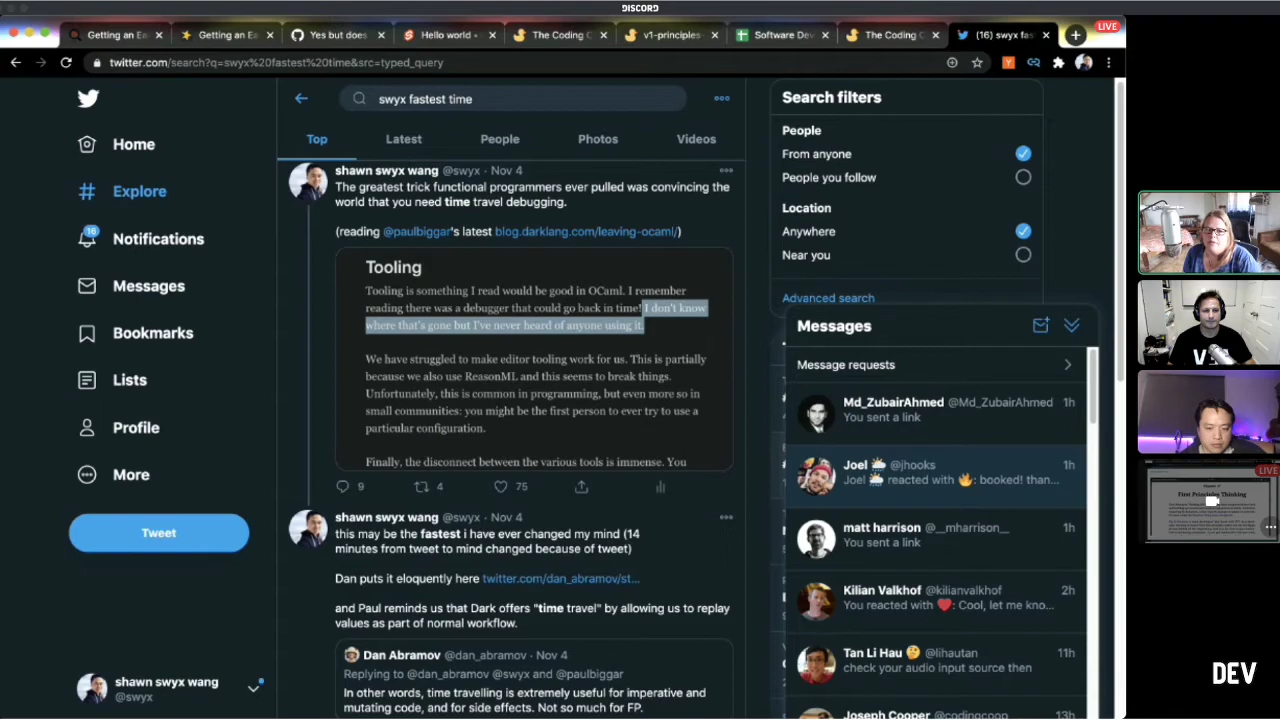 DISCORD
Getting an Ea
Getting an Ea
Yes but does
Hello world •
The Coding C
v1-principles-
Software Dev
The Coding C
(16) swyx fas
LIVE
twitter.com/search?q=swyx%20fastest%20time&src=typed_query
swyx fastest time
Top
Latest
People
Photos
Videos
Home
Explore
16
Notifications
Messages
Bookmarks
Lists
Profile
More
Tweet
shawn swyx wang
@swyx
shawn swyx wang @swyx · Nov 4
The greatest trick functional programmers ever pulled was convincing the
world that you need time travel debugging.
(reading @paulbiggar's latest blog.darklang.com/leaving-ocaml/)
Tooling
Tooling is something I read would be good in OCaml. I remember
reading there was a debugger that could go back in time! I don't know
where that's gone but I've never heard of anyone using it.
We have struggled to make editor tooling work for us. This is partially
because we also use ReasonML and this seems to break things.
Unfortunately, this is common in programming, but even more so in
small communities: you might be the first person to ever try to use a
particular configuration.
Finally, the disconnect between the various tools is immense. You
9
4
75
shawn swyx wang @swyx · Nov 4
this may be the fastest i have ever changed my mind (14
minutes from tweet to mind changed because of tweet)
Dan puts it eloquently here twitter.com/dan_abramov/st...
and Paul reminds us that Dark offers "time travel" by allowing us to replay
values as part of normal workflow.
Dan Abramov @dan_abramov · Nov 4
Replying to @dan_abramov @swyx and @paulbiggar
In other words, time travelling is extremely useful for imperative and
mutating code, and for side effects. Not so much for FP.
Search filters
People
From anyone
People you follow
Location
Anywhere
Near you
Advanced search
Messages
Message requests
Md_ZubairAhmed @Md_ZubairAhmed 1h
You sent a link
Joel @jhooks 1h
Joel reacted with : booked! than...
matt harrison @__mharrison__ 1h
You sent a link
Kilian Valkhof @kilianvalkhof 2h
You reacted with : Cool, let me kno...
Tan Li Hau @lihautan 11h
check your audio input source then
Joseph Cooper @codingcoop 13h
LIVE
First Principles Thinking
DEV